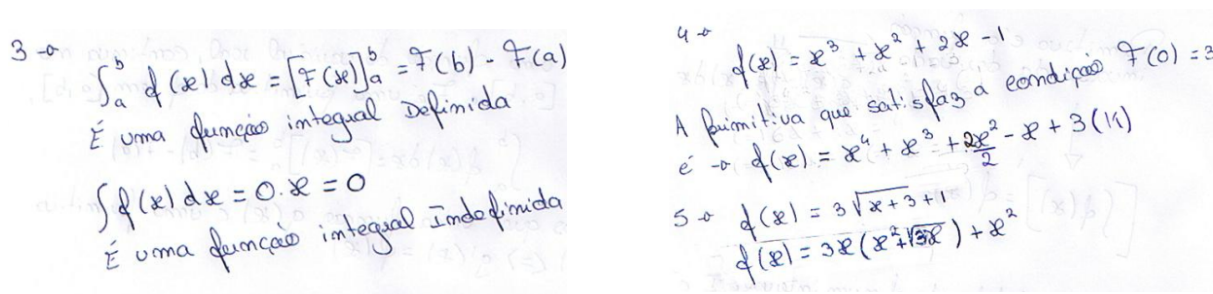 3 → ∫ₐᵇ f(x) dx = [F(x)]ₐᵇ = F(b) - F(a)
É uma função integral Definida
∫ f(x) dx = 0. x = 0
É uma função integral Indefinida
4 →
f(x) = x³ + x² + 2x - 1
A primitiva que satisfaz a condição F(0) = 3
é → f(x) = x⁴ + x³ + 2x²/2 - x + 3 (K)
5 → f(x) = 3√x+3+1
f(x) = 3x (x²+√3x) + x²